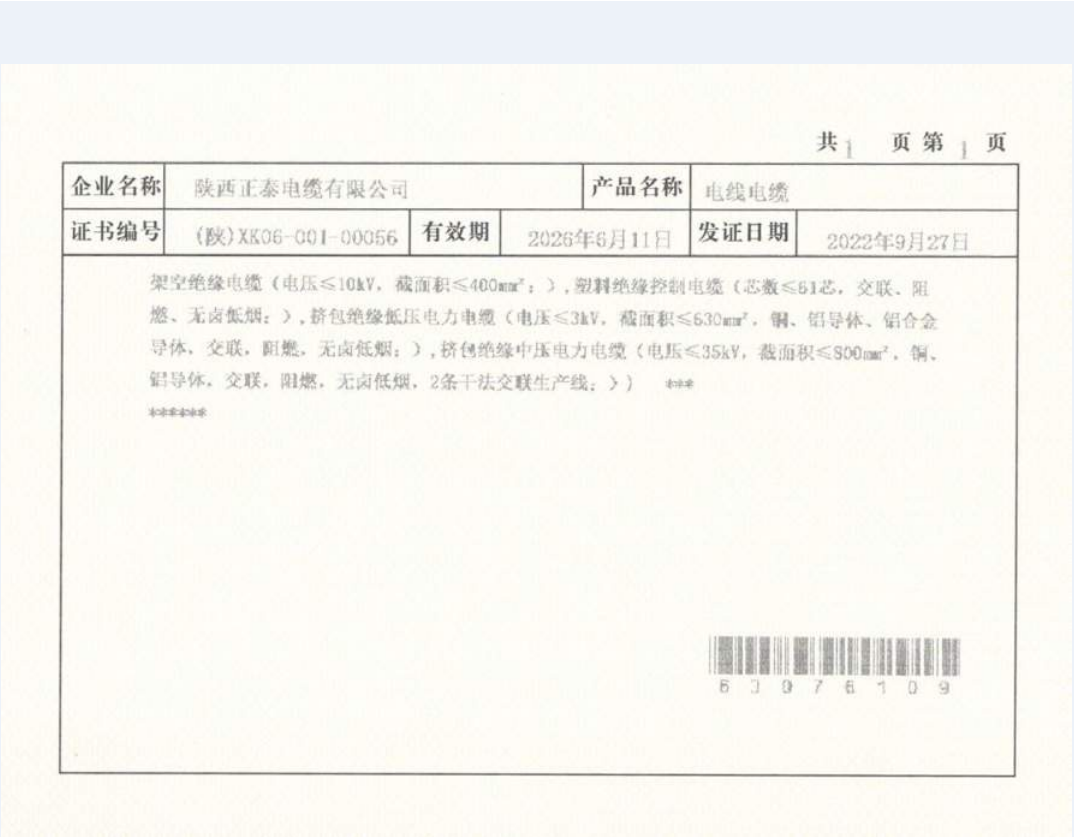 共1 页第1 页
企业名称 陕西正泰电缆有限公司 产品名称 电线电缆
证书编号 (陕)XK06-001-00056 有效期 2026年6月11日 发证日期 2022年9月27日
架空绝缘电缆（电压≤10kV，截面积≤400mm²；）,塑料绝缘控制电缆（芯数≤61芯，交联、阻
燃、无卤低烟；）,挤包绝缘低压电力电缆（电压≤3kV，截面积≤630mm²，铜、铝导体、铝合金
导体，交联，阻燃，无卤低烟；）,挤包绝缘中压电力电缆（电压≤35kV，截面积≤800mm²，铜、
铝导体，交联，阻燃，无卤低烟，2条干法交联生产线；）） ***
******